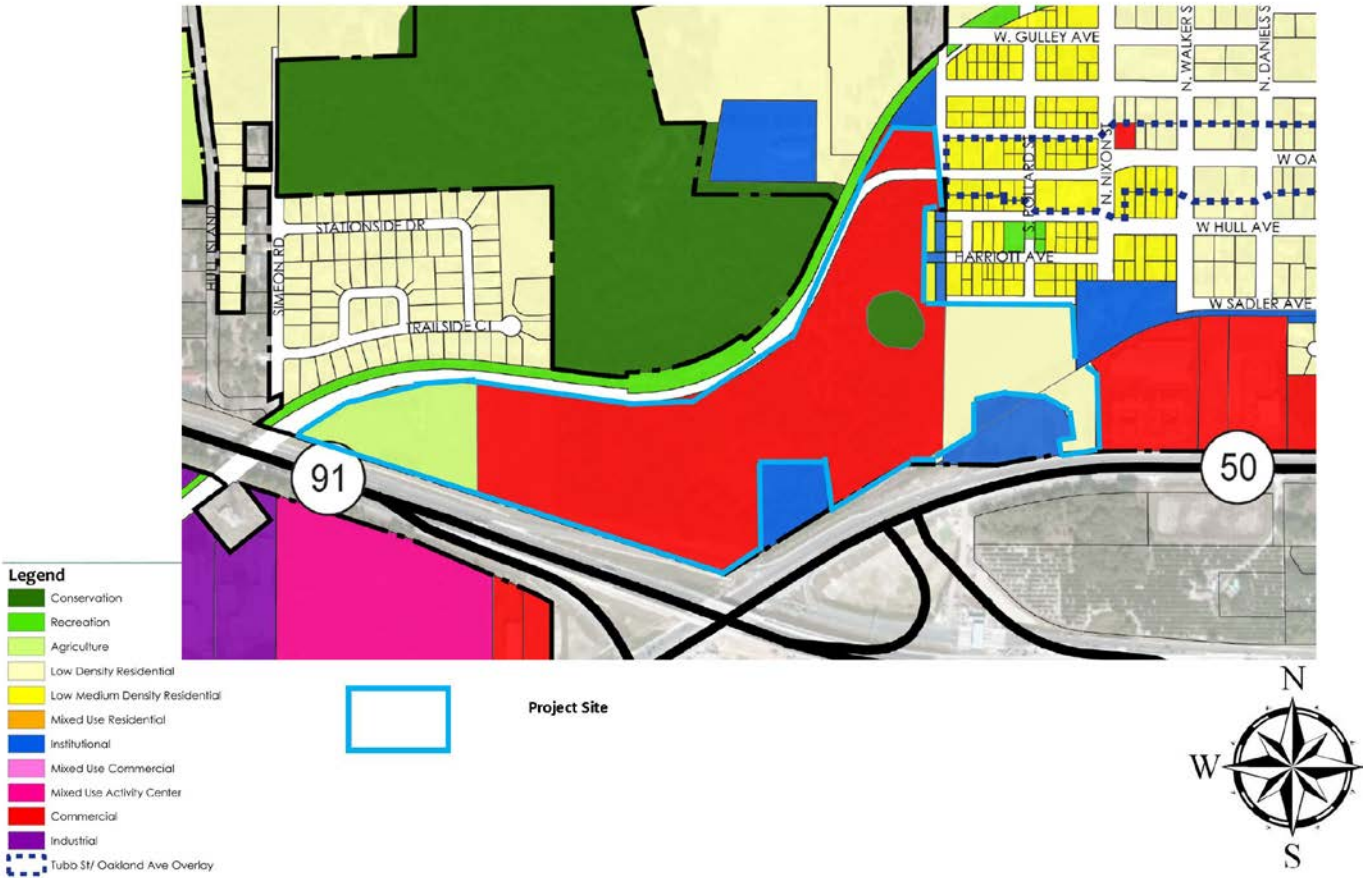 W. GULLEY AVE
N. WALKER S
N. DANIELS S
S. POLLARD S
N. NIXON ST
W OA
W HULL AVE
HARRIOTT AVE
W SADLER AVE
HULL ISLAND
SIMEON RD
STATIONSIDE DR
TRAILSIDE CT
91
50
Legend
Conservation
Recreation
Agriculture
Low Density Residential
Low Medium Density Residential
Mixed Use Residential
Institutional
Mixed Use Commercial
Mixed Use Activity Center
Commercial
Industrial
Tubb St/ Oakland Ave Overlay
Project Site
N
W
S